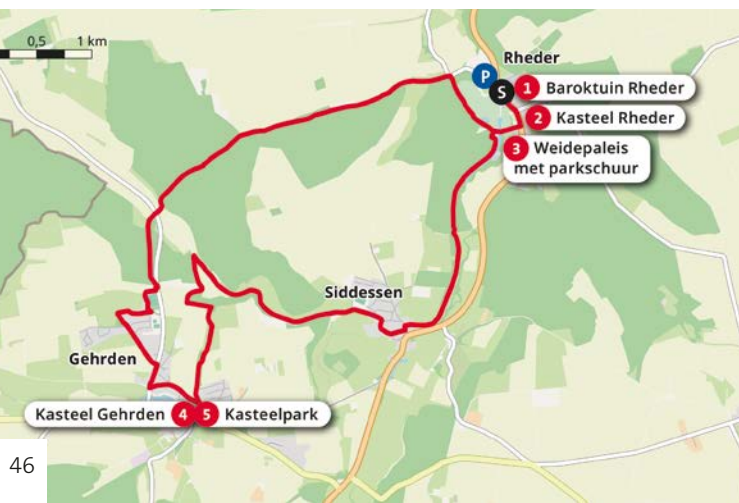 0,5 1 km
Rheder
P
S
1 Baroktuin Rheder
2 Kasteel Rheder
3 Weidepaleis
met parkschuur
Siddessen
Gehrden
Kasteel Gehrden 4 5 Kasteelpark
46